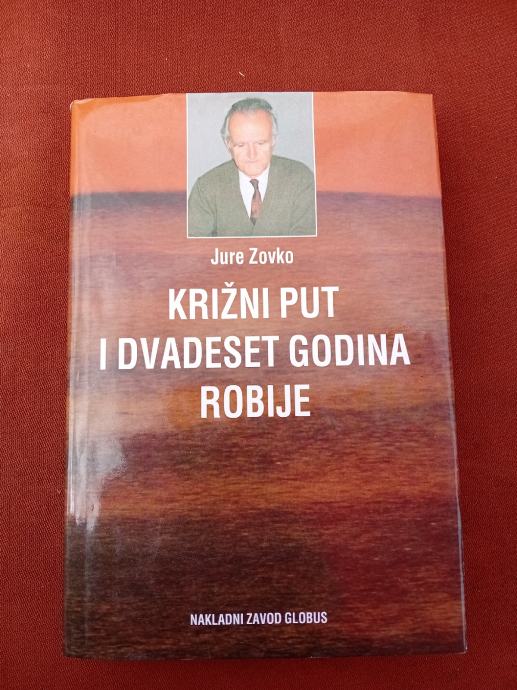 Jure Zovko
KRIŽNI PUT
I DVADESET GODINA
ROBIJE
NAKLADNI ZAVOD GLOBUS